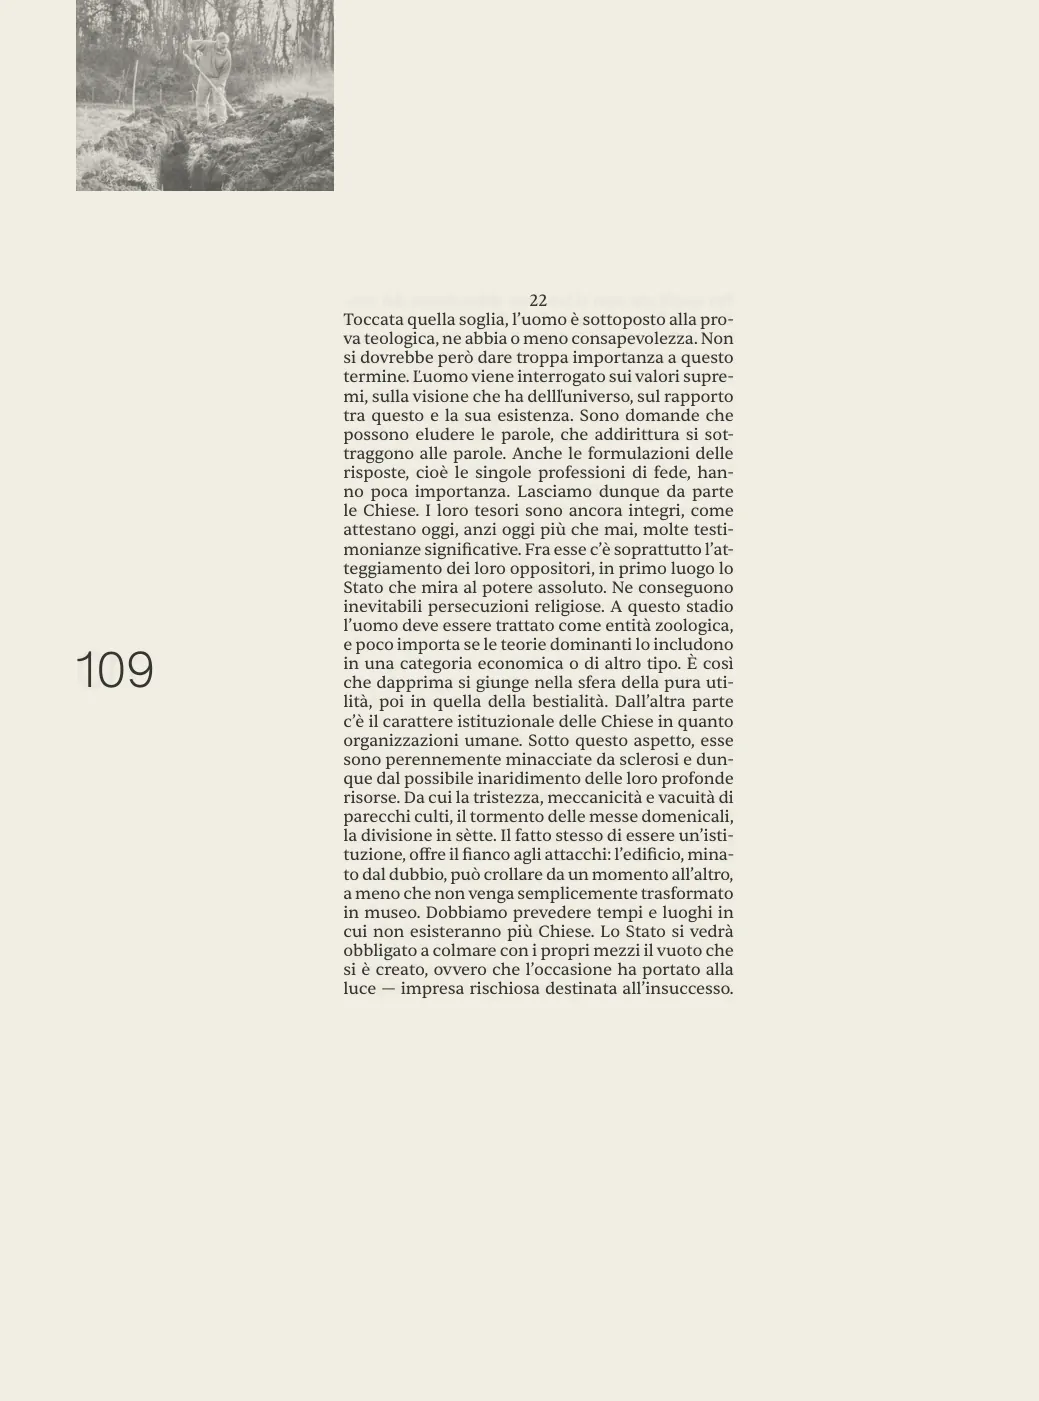 22
Toccata quella soglia, l’uomo è sottoposto alla pro-
va teologica, ne abbia o meno consapevolezza. Non
si dovrebbe però dare troppa importanza a questo
termine. L’uomo viene interrogato sui valori supre-
mi, sulla visione che ha delll’universo, sul rapporto
tra questo e la sua esistenza. Sono domande che
possono eludere le parole, che addirittura si sot-
traggono alle parole. Anche le formulazioni delle
risposte, cioè le singole professioni di fede, han-
no poca importanza. Lasciamo dunque da parte
le Chiese. I loro tesori sono ancora integri, come
attestano oggi, anzi oggi più che mai, molte testi-
monianze significative. Fra esse c’è soprattutto l’at-
teggiamento dei loro oppositori, in primo luogo lo
Stato che mira al potere assoluto. Ne conseguono
inevitabili persecuzioni religiose. A questo stadio
l’uomo deve essere trattato come entità zoologica,
e poco importa se le teorie dominanti lo includono
in una categoria economica o di altro tipo. È così
che dapprima si giunge nella sfera della pura uti-
lità, poi in quella della bestialità. Dall’altra parte
c’è il carattere istituzionale delle Chiese in quanto
organizzazioni umane. Sotto questo aspetto, esse
sono perennemente minacciate da sclerosi e dun-
que dal possibile inaridimento delle loro profonde
risorse. Da cui la tristezza, meccanicità e vacuità di
parecchi culti, il tormento delle messe domenicali,
la divisione in sètte. Il fatto stesso di essere un’isti-
tuzione, offre il fianco agli attacchi: l’edificio, mina-
to dal dubbio, può crollare da un momento all’altro,
a meno che non venga semplicemente trasformato
in museo. Dobbiamo prevedere tempi e luoghi in
cui non esisteranno più Chiese. Lo Stato si vedrà
obbligato a colmare con i propri mezzi il vuoto che
si è creato, ovvero che l’occasione ha portato alla
luce — impresa rischiosa destinata all’insuccesso.
109